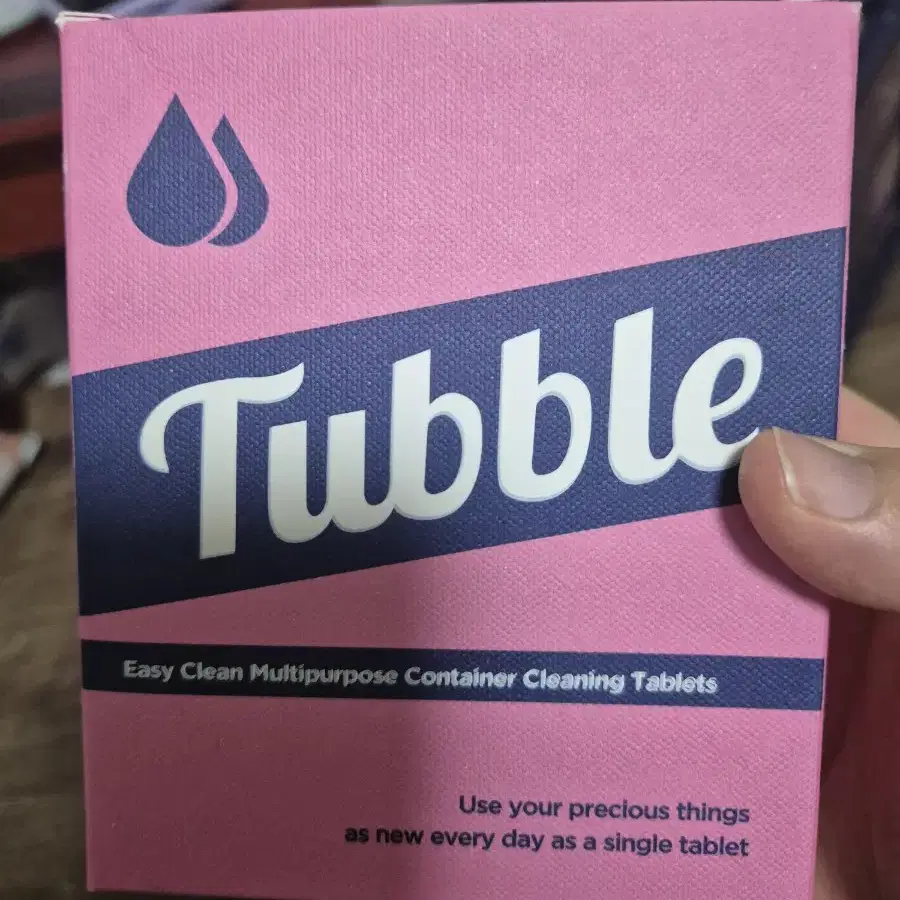 Tubble
Easy Clean Multipurpose Container Cleaning Tablets
Use your precious things
as new every day as a single tablet